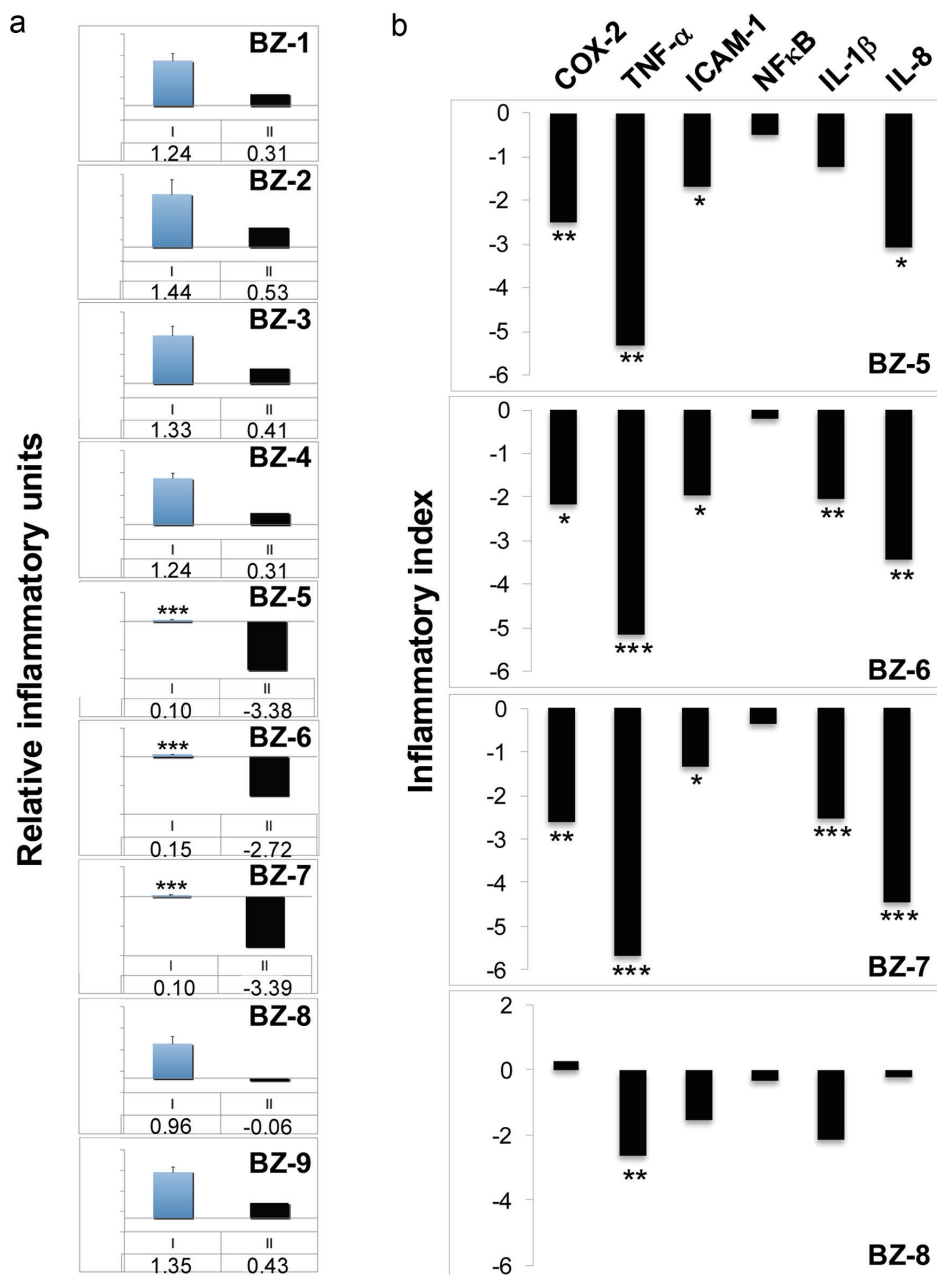 a
Relative inflammatory units
BZ-1
I II
1.24 0.31
BZ-2
I II
1.44 0.53
BZ-3
I II
1.33 0.41
BZ-4
I II
1.24 0.31
BZ-5
***
I II
0.10 -3.38
BZ-6
***
I II
0.15 -2.72
BZ-7
***
I II
0.10 -3.39
BZ-8
I II
0.96 -0.06
BZ-9
I II
1.35 0.43
b
Inflammatory index
COX-2 TNF-α ICAM-1 NFκB IL-1β IL-8
0
-1
-2
-3
-4
-5
-6
** ** * *
BZ-5
0
-1
-2
-3
-4
-5
-6
* *** * ** **
BZ-6
0
-1
-2
-3
-4
-5
-6
** *** * *** ***
BZ-7
2
0
-2
-4
-6
**
BZ-8